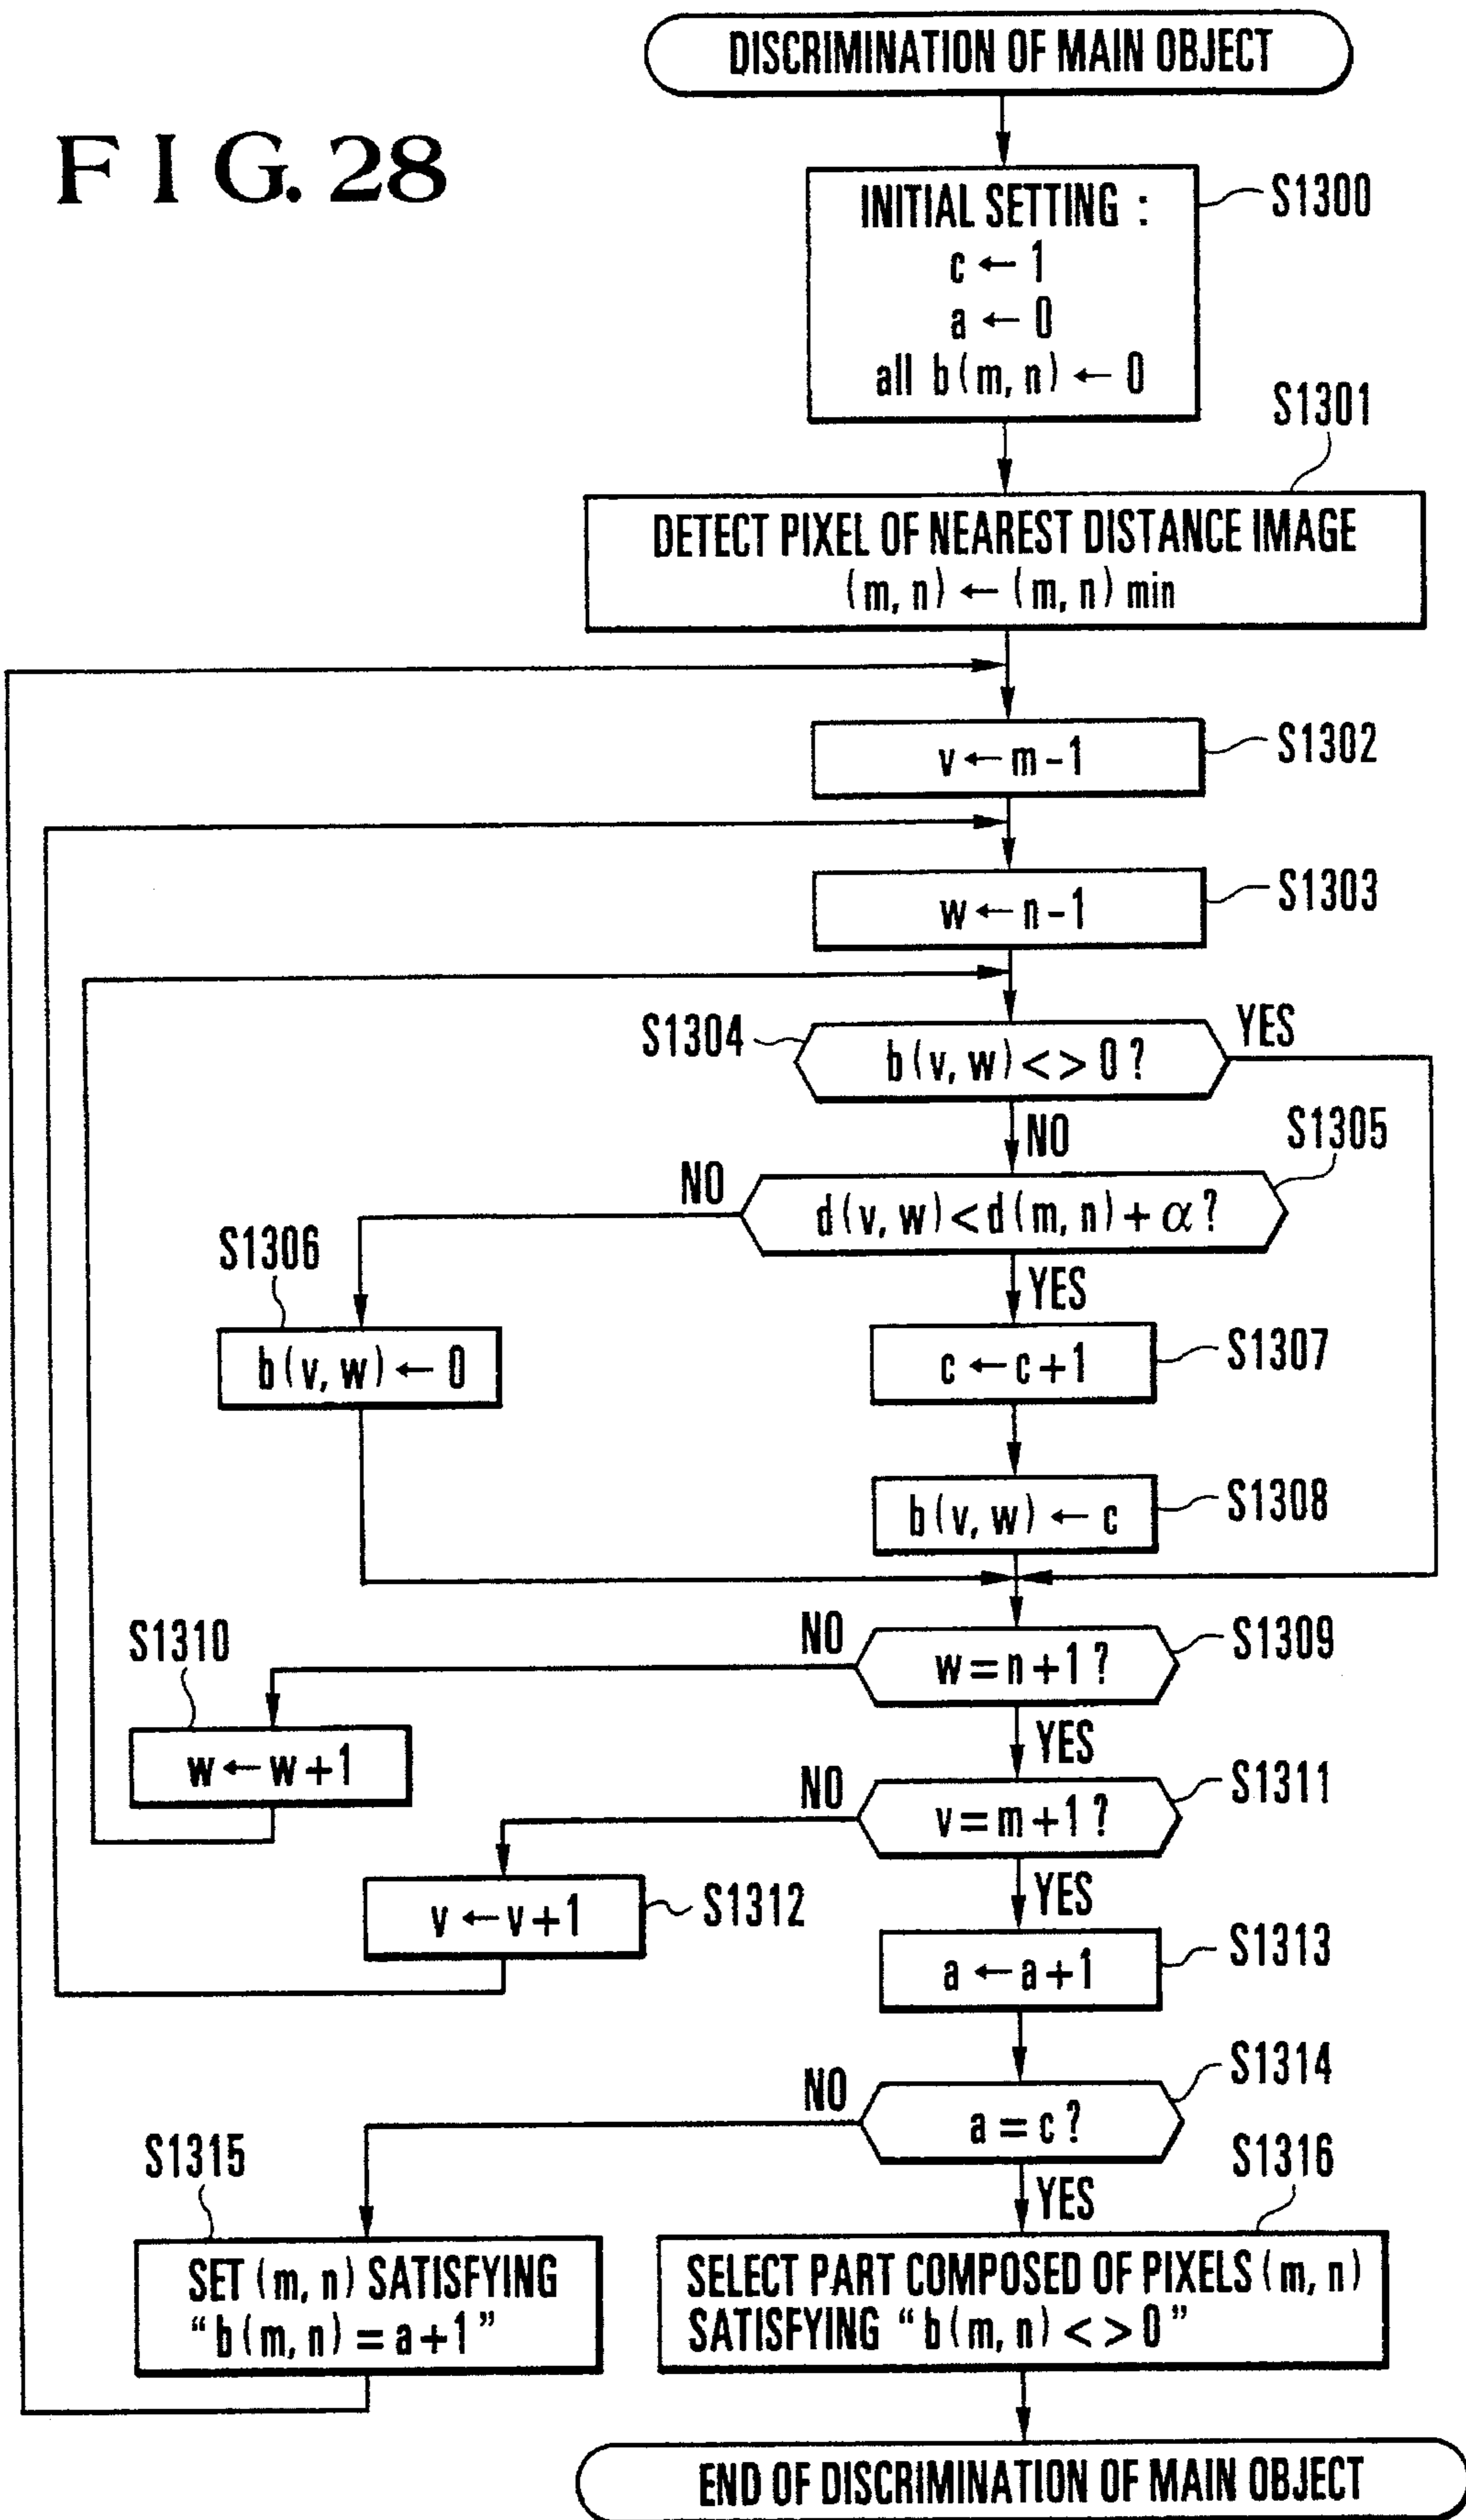 DISCRIMINATION OF MAIN OBJECT
FIG. 28
INITIAL SETTING :
c ← 1
a ← 0
all b(m, n) ← 0
S1300
S1301
DETECT PIXEL OF NEAREST DISTANCE IMAGE
(m, n) ← (m, n) min
v ← m-1
S1302
w ← n-1
S1303
S1304
b(v, w) < > 0 ?
YES
NO
S1305
NO
d(v, w) < d(m, n) + α ?
S1306
YES
b(v, w) ← 0
c ← c+1
S1307
b(v, w) ← c
S1308
S1310
NO
w = n+1 ?
S1309
w ← w+1
YES
NO
v = m+1 ?
S1311
v ← v+1
S1312
YES
a ← a+1
S1313
NO
a = c ?
S1314
S1315
YES
S1316
SET (m, n) SATISFYING
“b(m, n) = a+1”
SELECT PART COMPOSED OF PIXELS (m, n)
SATISFYING “b(m, n) < > 0”
END OF DISCRIMINATION OF MAIN OBJECT